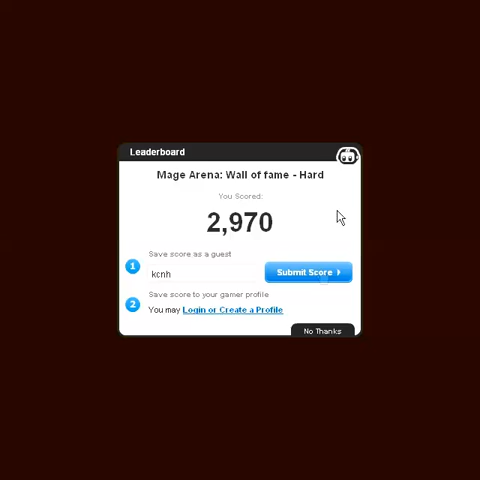 Leaderboard
Mage Arena: Wall of fame - Hard
You Scored:
2,970
Save score as a guest
1
kcnh
Submit Score
Save score to your gamer profile
2
You may Login or Create a Profile
No Thanks